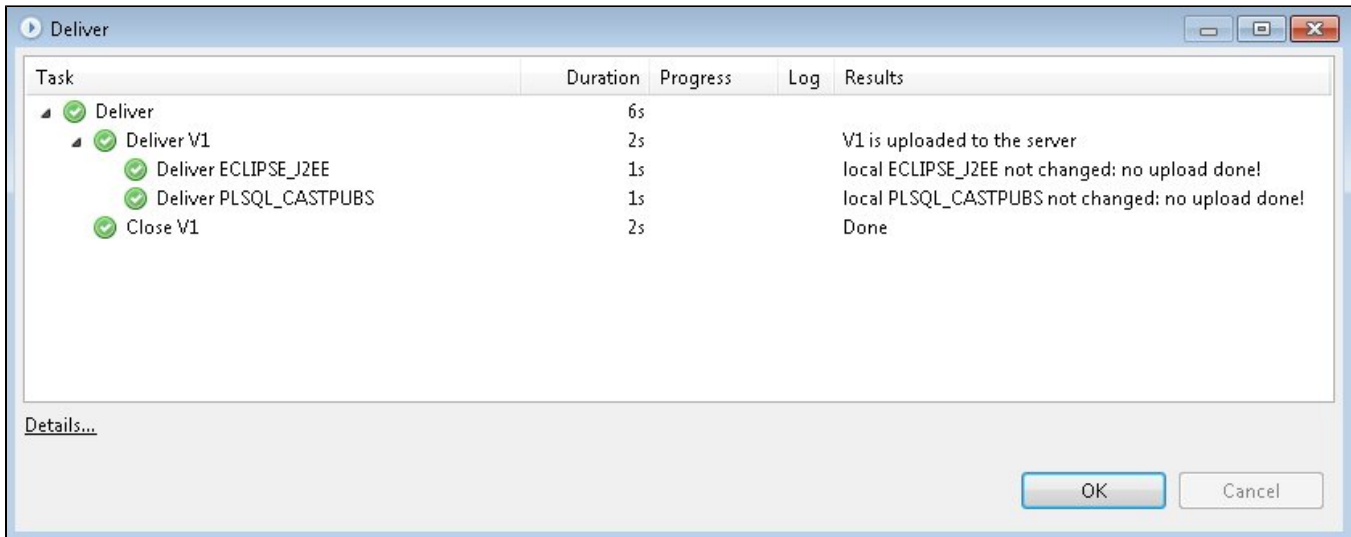 Deliver
Task Duration Progress Log Results
Deliver 6s
Deliver V1 2s V1 is uploaded to the server
Deliver ECLIPSE_J2EE 1s local ECLIPSE_J2EE not changed: no upload done!
Deliver PLSQL_CASTPUBS 1s local PLSQL_CASTPUBS not changed: no upload done!
Close V1 2s Done
Details...
OK Cancel